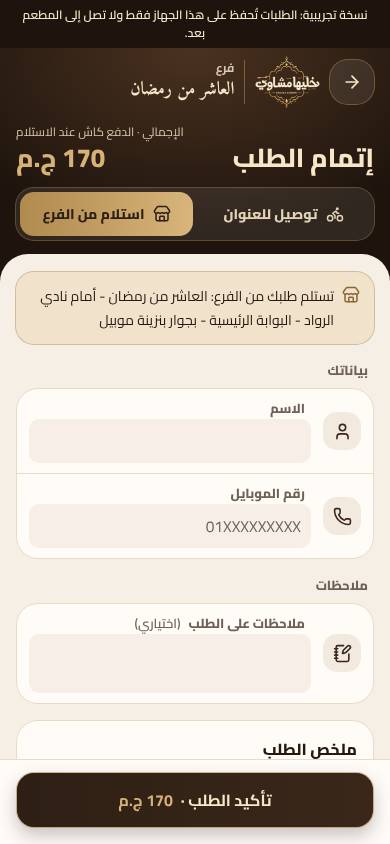 نسخة تجريبية: الطلبات تُحفظ على هذا الجهاز فقط ولا تصل إلى المطعم
بعد.
خليها مشاوي
فرع
العاشر من رمضان
إتمام الطلب
الإجمالي · الدفع كاش عند الاستلام
170 ج.م
توصيل للعنوان
استلام من الفرع
تستلم طلبك من الفرع: العاشر من رمضان - أمام نادي
الرواد - البوابة الرئيسية - بجوار بنزينة موبيل
بياناتك
الاسم
رقم الموبايل
01XXXXXXXXX
ملاحظات
ملاحظات على الطلب (اختياري)
ملخص الطلب
تأكيد الطلب · 170 ج.م